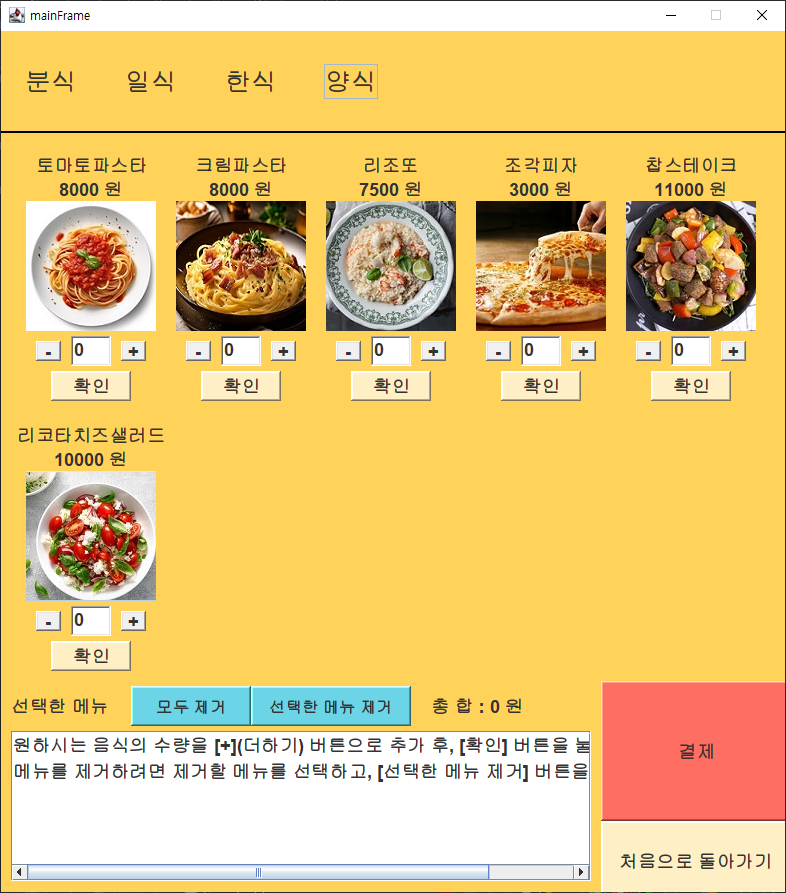 mainFrame
분식 일식 한식 양식
토마토파스타 크림파스타 리조또 조각피자 찹스테이크
8000 원 8000 원 7500 원 3000 원 11000 원
- 0 + - 0 + - 0 + - 0 + - 0 +
확인 확인 확인 확인 확인
리코타치즈샐러드
10000 원
- 0 +
확인
선택한 메뉴 모두 제거 선택한 메뉴 제거 총 합 : 0 원
원하시는 음식의 수량을 [+](더하기) 버튼으로 추가 후, [확인] 버튼을
메뉴를 제거하려면 제거할 메뉴를 선택하고, [선택한 메뉴 제거] 버튼을
결제
처음으로 돌아가기